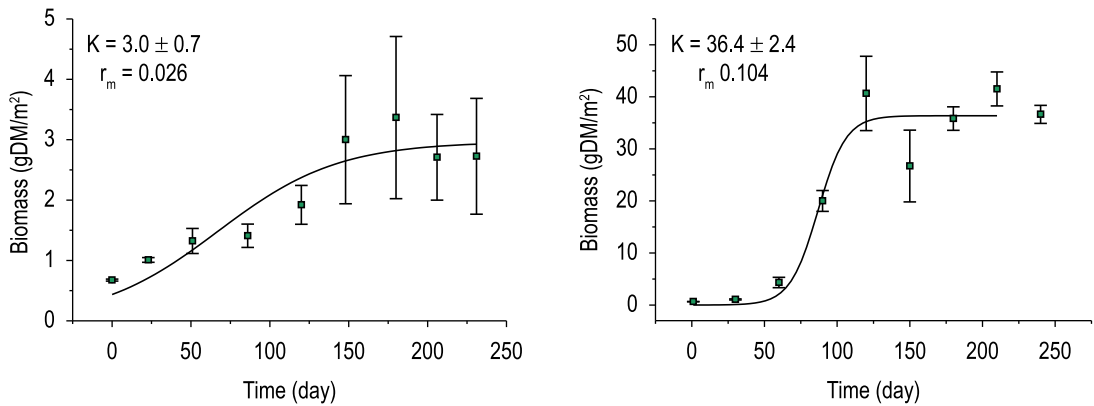 K = 3.0 ± 0.7
r_m = 0.026
Biomass (gDM/m²)
5
4
3
2
1
0
0 50 100 150 200 250
Time (day)
K = 36.4 ± 2.4
r_m 0.104
Biomass (gDM/m²)
50
40
30
20
10
0
0 50 100 150 200 250
Time (day)